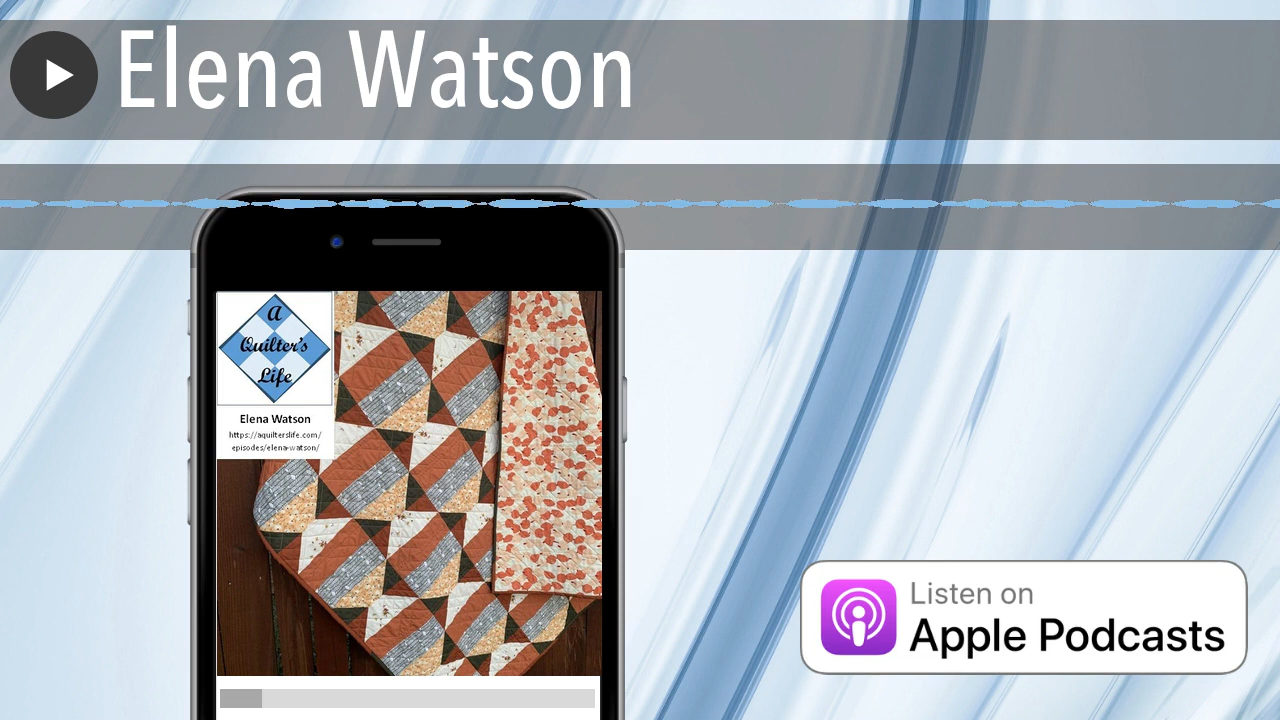 Elena Watson
A
Quilter's
Life
Elena Watson
https://aquilterslife.com/
episodes/elena-watson/
Listen on
Apple Podcasts